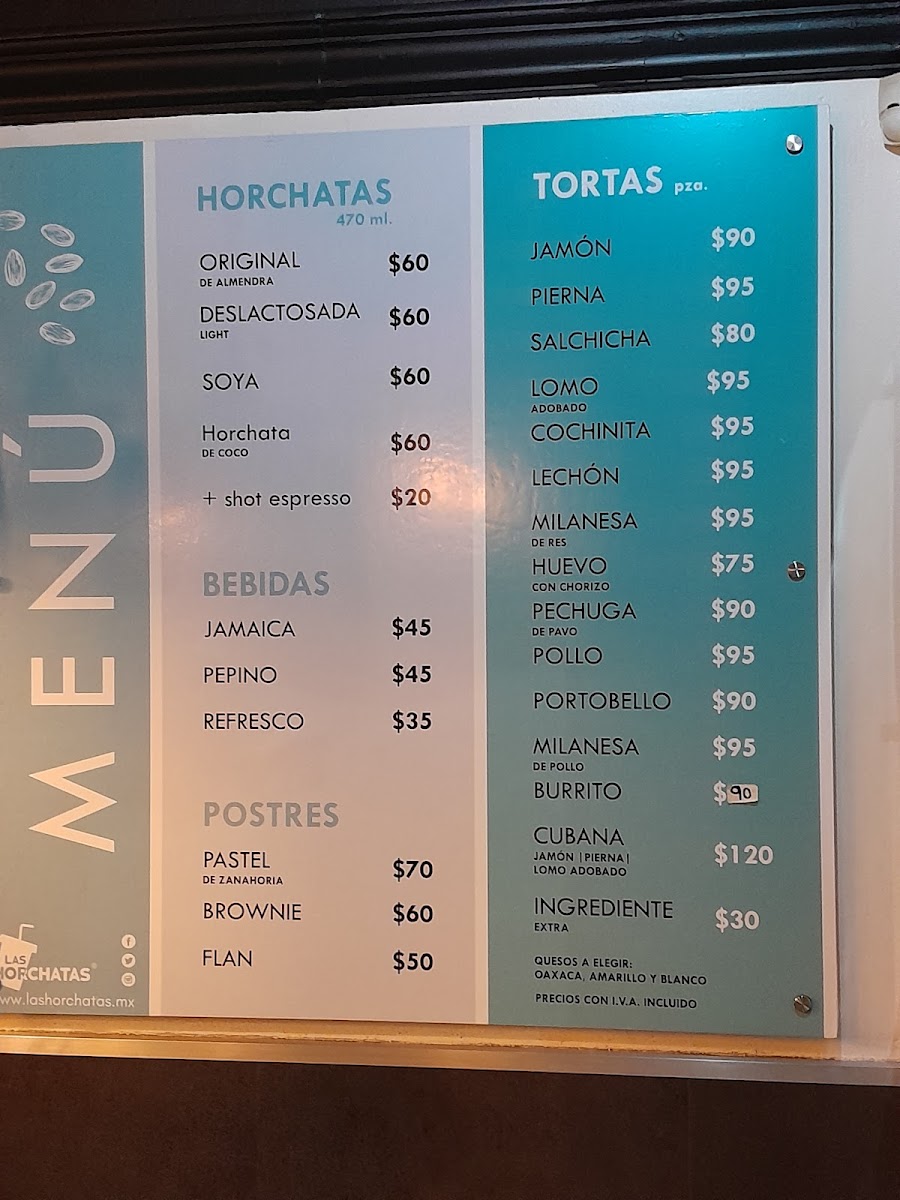 MENÚ
LAS
HORCHATAS
www.lashorchatas.mx
HORCHATAS
470 ml.
ORIGINAL $60
DE ALMENDRA
DESLACTOSADA $60
LIGHT
SOYA $60
Horchata $60
DE COCO
+ shot espresso $20
BEBIDAS
JAMAICA $45
PEPINO $45
REFRESCO $35
POSTRES
PASTEL $70
DE ZANAHORIA
BROWNIE $60
FLAN $50
TORTAS pza.
JAMÓN $90
PIERNA $95
SALCHICHA $80
LOMO $95
ADOBADO
COCHINITA $95
LECHÓN $95
MILANESA $95
DE RES
HUEVO $75
CON CHORIZO
PECHUGA $90
DE PAVO
POLLO $95
PORTOBELLO $90
MILANESA $95
DE POLLO
BURRITO $90
CUBANA $120
JAMÓN |PIERNA|
LOMO ADOBADO
INGREDIENTE $30
EXTRA
QUESOS A ELEGIR:
OAXACA, AMARILLO Y BLANCO
PRECIOS CON I.V.A. INCLUIDO